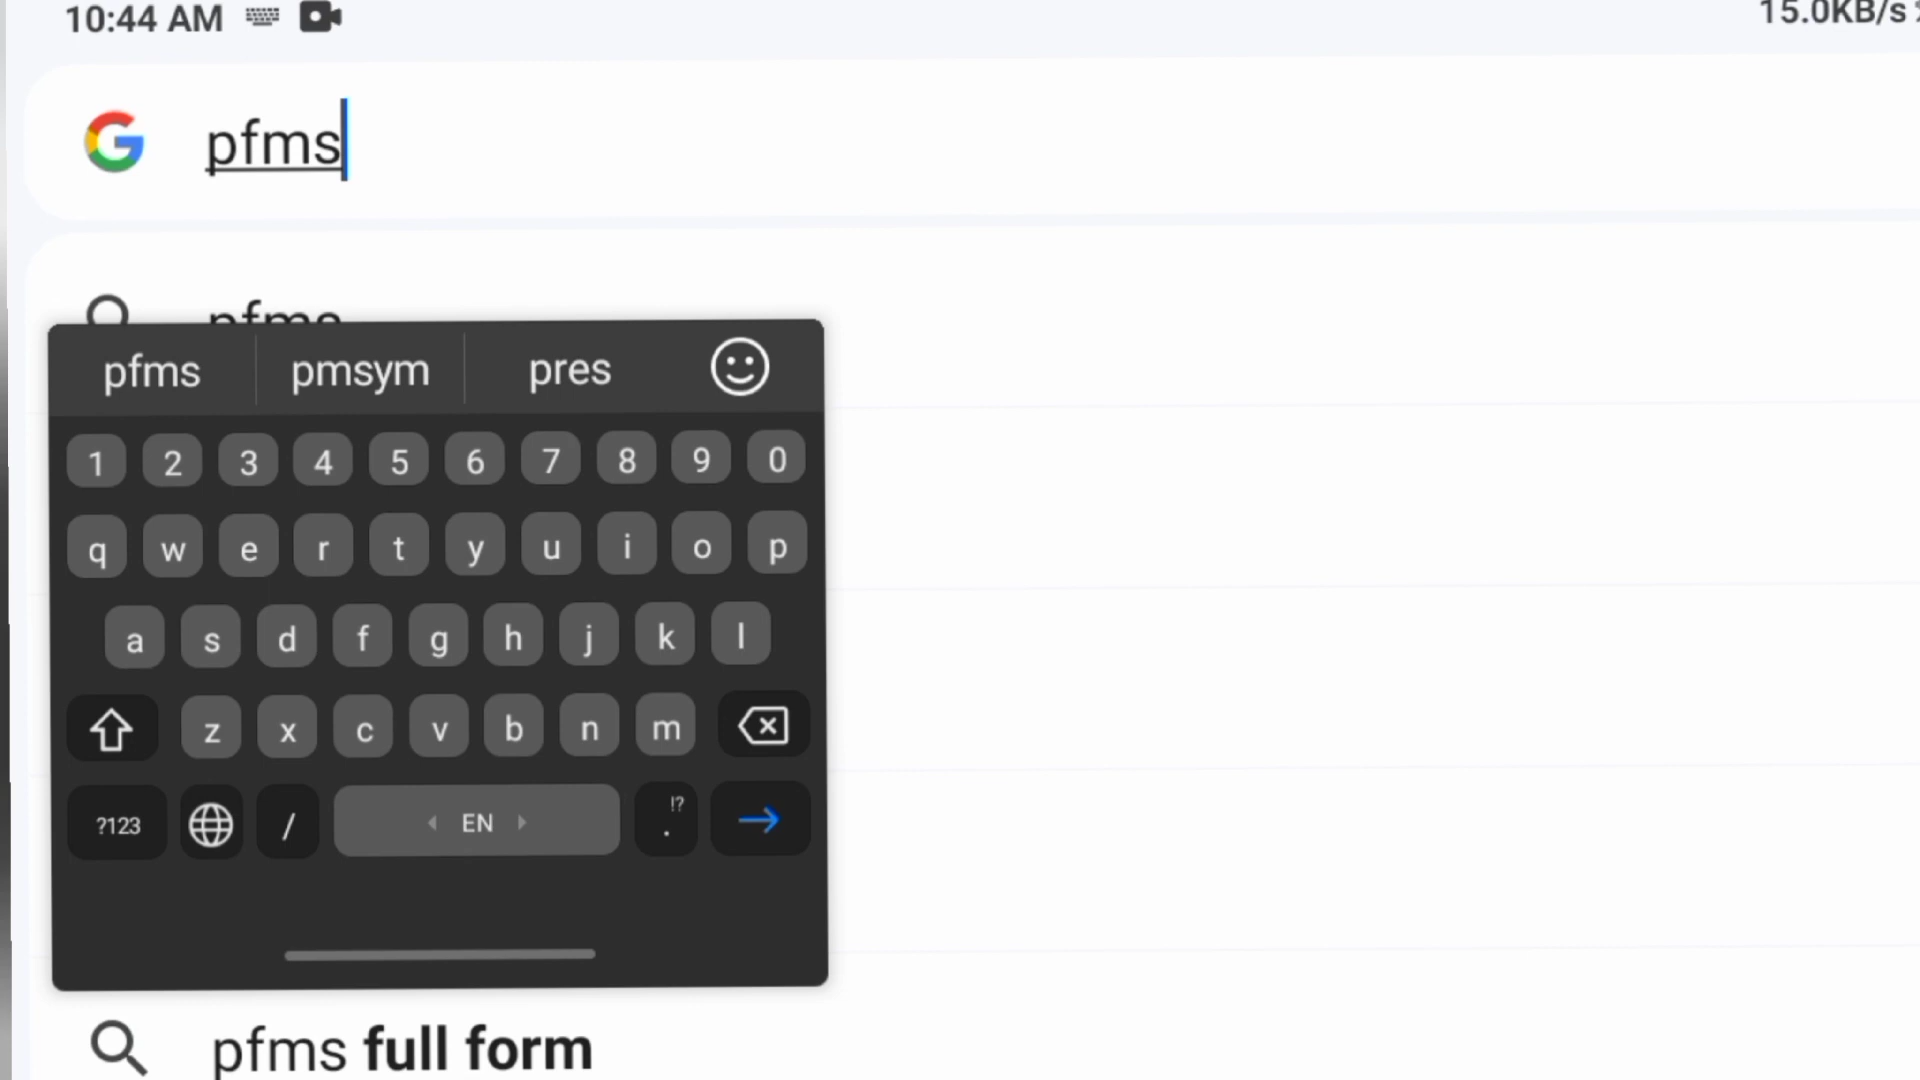 10:44 AM
15.0KB/s
pfms
pfms
pfms pmsym pres
1 2 3 4 5 6 7 8 9 0
q w e r t y u i o p
a s d f g h j k l
z x c v b n m
?123 / EN !? .
pfms full form